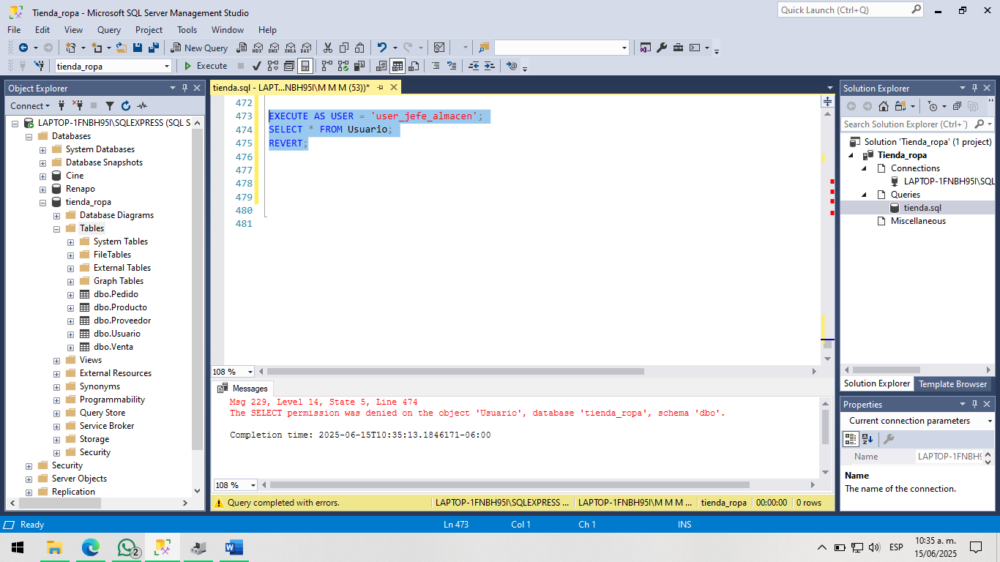 Tienda_ropa - Microsoft SQL Server Management Studio
Quick Launch (Ctrl+Q)
File Edit View Query Project Tools Window Help
New Query
MDX DMX XMLA DAX
tienda_ropa
Execute
Object Explorer
Connect
LAPTOP-1FNBH95I\SQLEXPRESS (SQL S
Databases
System Databases
Database Snapshots
Cine
Renapo
tienda_ropa
Database Diagrams
Tables
System Tables
FileTables
External Tables
Graph Tables
dbo.Pedido
dbo.Producto
dbo.Proveedor
dbo.Usuario
dbo.Venta
Views
External Resources
Synonyms
Programmability
Query Store
Service Broker
Storage
Security
Security
Server Objects
Replication
tienda.sql - LAPT...NBH95I\M M M (53))*
472
473 EXECUTE AS USER = 'user_jefe_almacen';
474 SELECT * FROM Usuario;
475 REVERT;
476
477
478
479
480
481
108 %
Messages
Msg 229, Level 14, State 5, Line 474
The SELECT permission was denied on the object 'Usuario', database 'tienda_ropa', schema 'dbo'.
Completion time: 2025-06-15T10:35:13.1846171-06:00
108 %
Query completed with errors.
LAPTOP-1FNBH95I\SQLEXPRESS ...
LAPTOP-1FNBH95I\M M M ...
tienda_ropa
00:00:00
0 rows
Solution Explorer
Search Solution Explorer (Ctrl+¨)
Solution 'Tienda_ropa' (1 project)
Tienda_ropa
Connections
LAPTOP-1FNBH95I\SQL
Queries
tienda.sql
Miscellaneous
Solution Explorer
Template Browser
Properties
Current connection parameters
Name LAPTOP-1FNBH9
Name
The name of the connection.
Ready
Ln 473
Col 1
Ch 1
INS
2
ESP
10:35 a. m.
15/06/2025